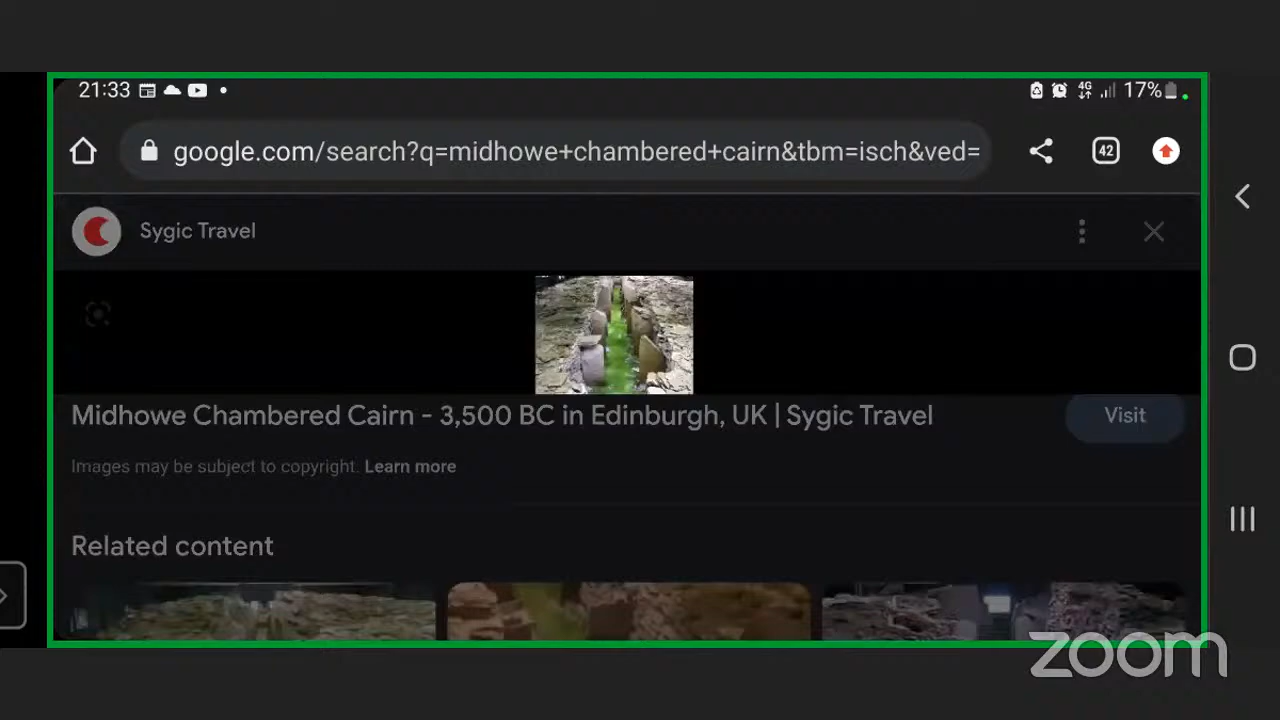 21:33
4G
17%
google.com/search?q=midhowe+chambered+cairn&tbm=isch&ved=
42
Sygic Travel
Midhowe Chambered Cairn - 3,500 BC in Edinburgh, UK | Sygic Travel
Visit
Images may be subject to copyright. Learn more
Related content
zoom